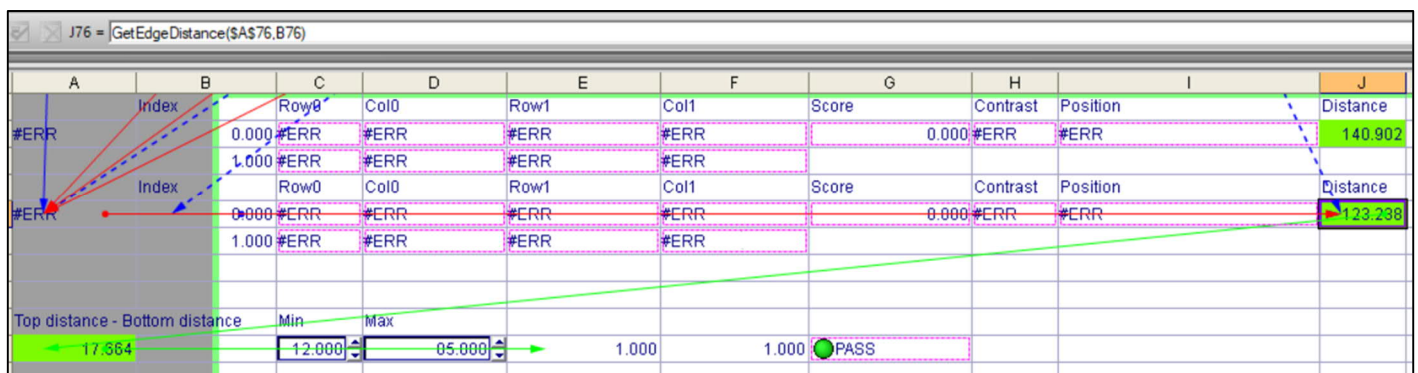 J76 = GetEdgeDistance($A$76,B76)
A B C D E F G H I J
Index Row0 Col0 Row1 Col1 Score Contrast Position Distance
#ERR 0.000 #ERR #ERR #ERR #ERR 0.000 #ERR #ERR 140.902
1.000 #ERR #ERR #ERR #ERR
Index Row0 Col0 Row1 Col1 Score Contrast Position Distance
#ERR 0.000 #ERR #ERR #ERR #ERR 0.000 #ERR #ERR 123.238
1.000 #ERR #ERR #ERR #ERR
Top distance - Bottom distance Min Max
17.664 12.000 05.000 1.000 1.000 PASS